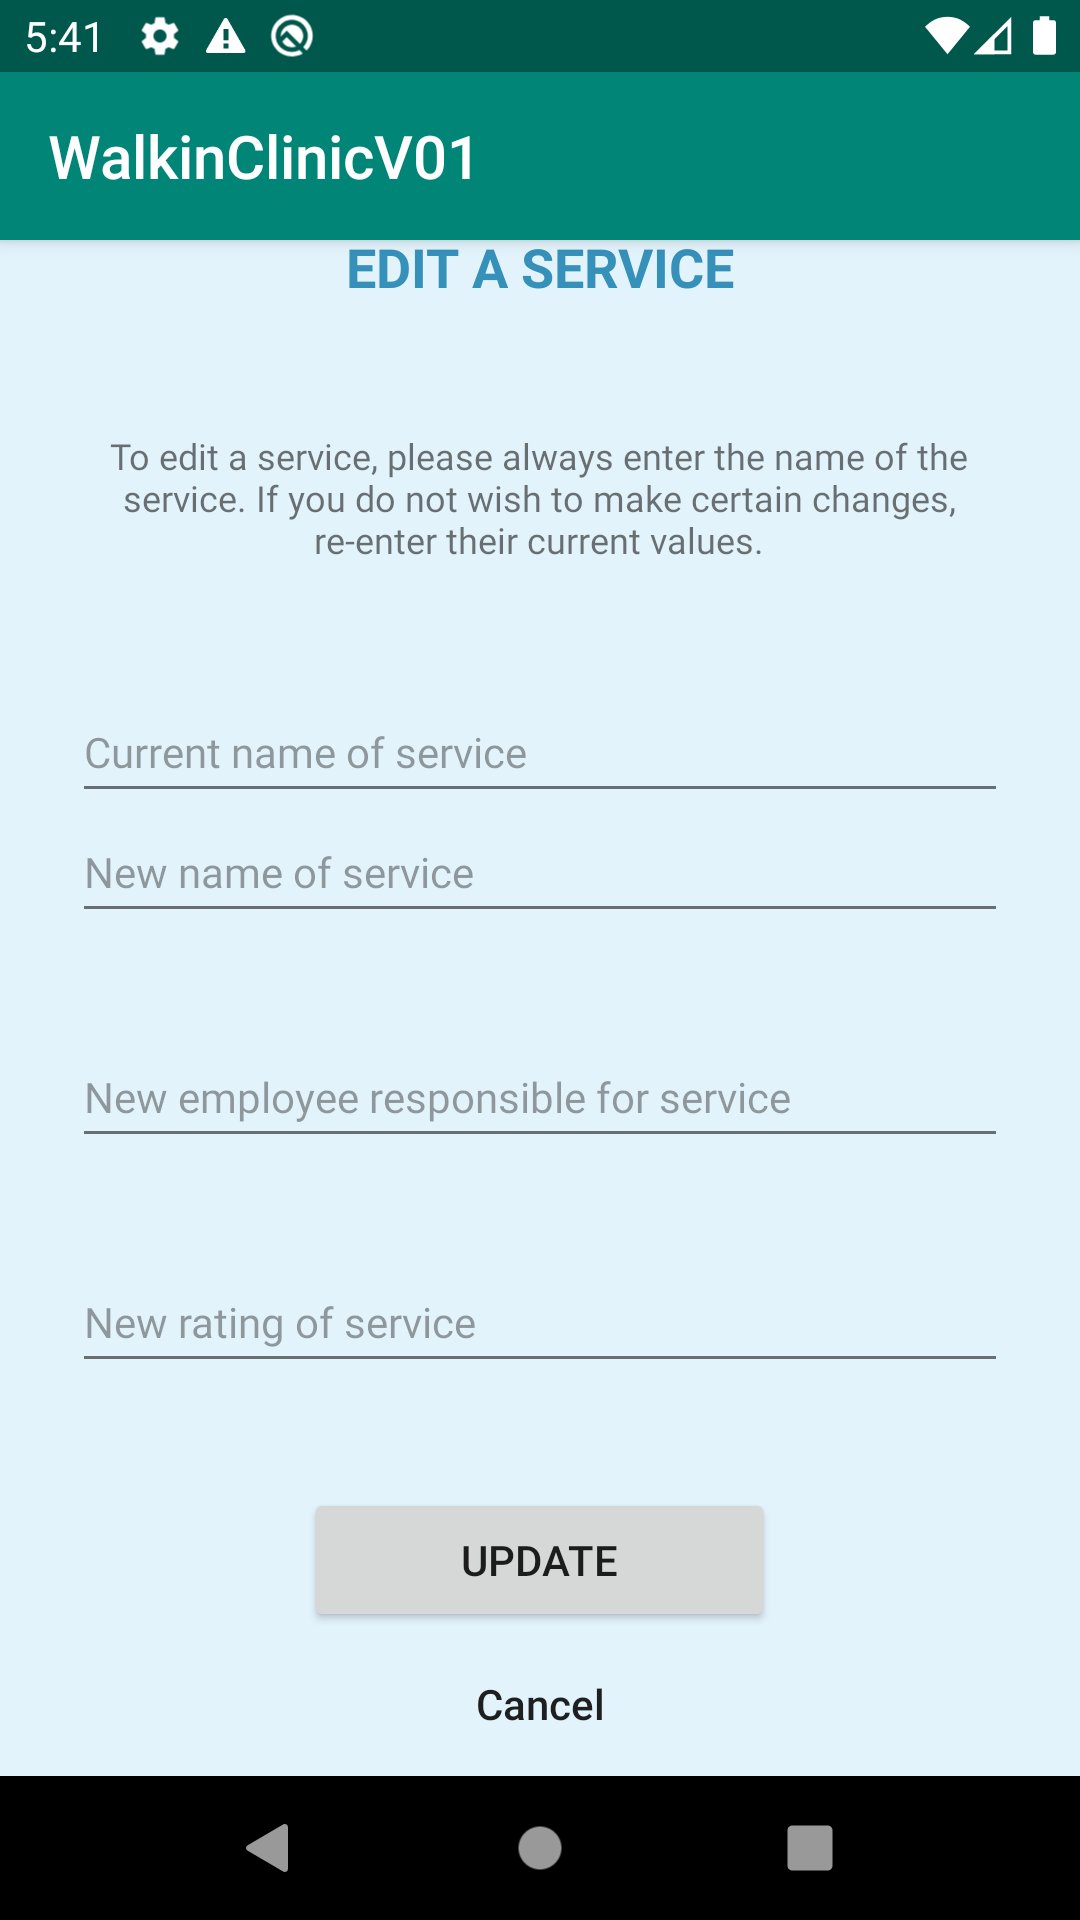 5:41
WalkinClinicV01
EDIT A SERVICE
To edit a service, please always enter the name of the
service. If you do not wish to make certain changes,
re-enter their current values.
Current name of service
New name of service
New employee responsible for service
New rating of service
UPDATE
Cancel